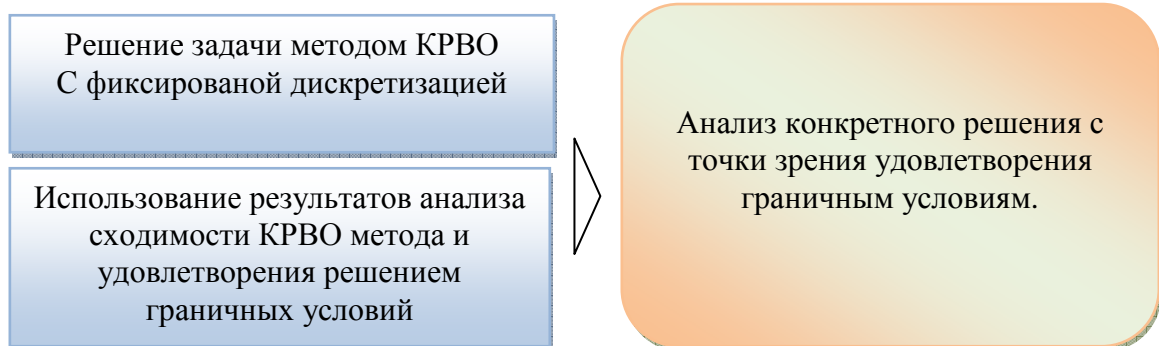 Решение задачи методом КРВО
С фиксированой дискретизацией
Использование результатов анализа
сходимости КРВО метода и
удовлетворения решением
граничных условий
Анализ конкретного решения с
точки зрения удовлетворения
граничным условиям.